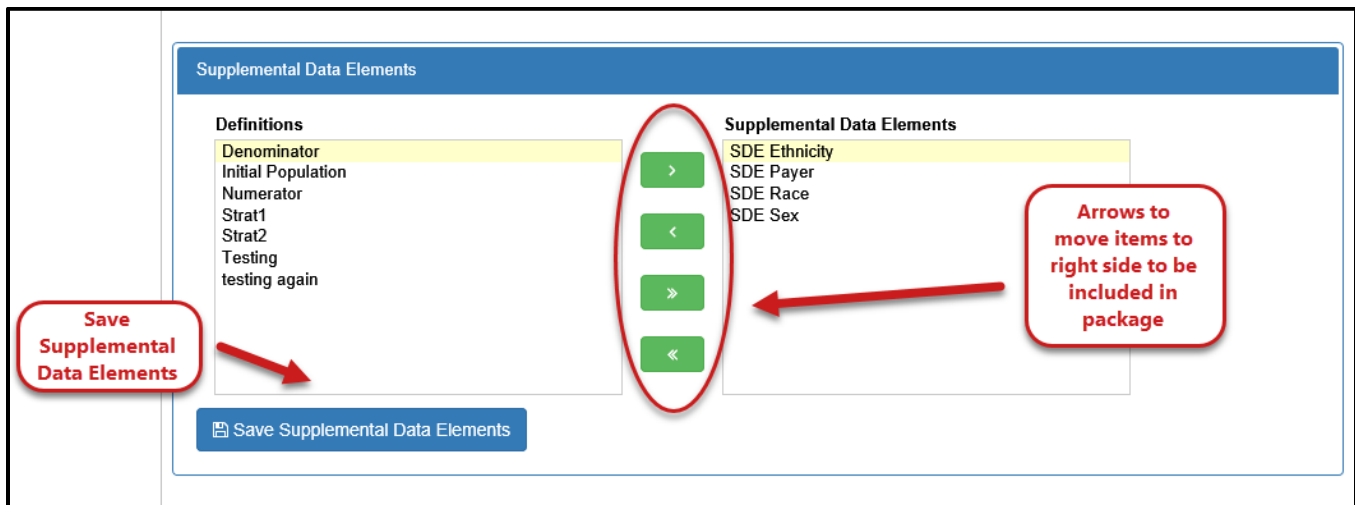 Supplemental Data Elements
Definitions
Denominator
Initial Population
Numerator
Strat1
Strat2
Testing
testing again
>
<
»
«
Supplemental Data Elements
SDE Ethnicity
SDE Payer
SDE Race
SDE Sex
Arrows to
move items to
right side to be
included in
package
Save
Supplemental
Data Elements
Save Supplemental Data Elements